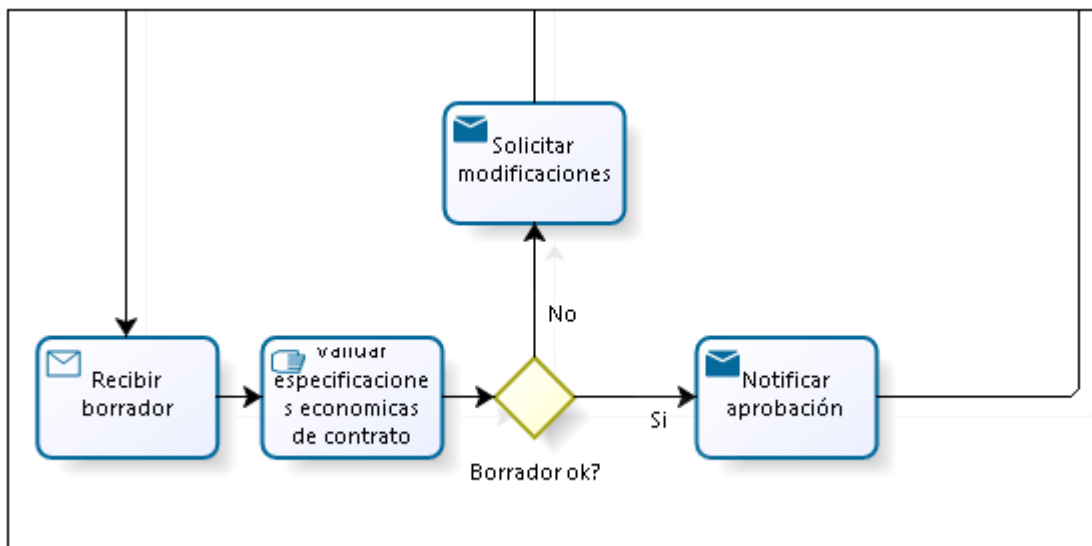 Solicitar
modificaciones
No
Recibir
borrador
especificacione
s economicas
de contrato
Si
Notificar
aprobación
Borrador ok?